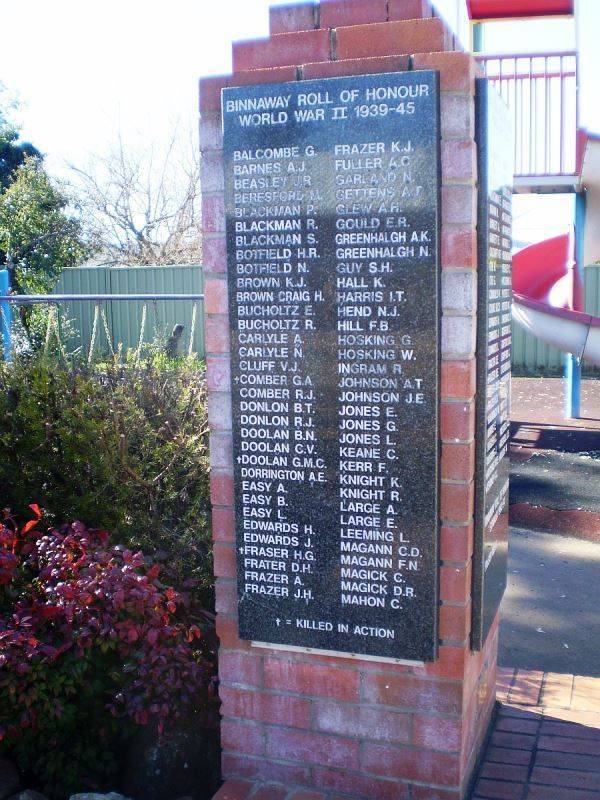 BINNAWAY ROLL OF HONOUR
WORLD WAR II 1939-45
BALCOMBE G.
BARNES A.J.
BEASLEY J.R.
BERESFORD M.
BLACKMAN P.
BLACKMAN R.
BLACKMAN S.
BOTFIELD H.R.
BOTFIELD N.
BROWN K.J.
BROWN CRAIG H.
BUCHOLTZ E.
BUCHOLTZ R.
CARLYLE A.
CARLYLE N.
CLUFF V.J.
†COMBER G.A.
COMBER R.J.
DONLON B.T.
DONLON R.J.
DOOLAN B.N.
DOOLAN C.V.
†DOOLAN G.M.C.
DORRINGTON A.E.
EASY A.
EASY B.
EASY L.
EDWARDS H.
EDWARDS J.
†FRASER H.G.
FRATER D.H.
FRAZER A.
FRAZER J.H.
FRAZER K.J.
FULLER A.C.
GARLAND N.
GETTENS A.T.
GLEW A.H.
GOULD E.R.
GREENHALGH A.K.
GREENHALGH N.
GUY S.H.
HALL K.
HARRIS I.T.
HEND N.J.
HILL F.B.
HOSKING G.
HOSKING W.
INGRAM R.
JOHNSON A.T.
JOHNSON J.E.
JONES E.
JONES G.
JONES L.
KEANE C.
KERR F.
KNIGHT K.
KNIGHT R.
LARGE A.
LARGE E.
LEEMING L.
MAGANN C.D.
MAGANN F.N.
MAGICK C.
MAGICK D.R.
MAHON C.
† = KILLED IN ACTION